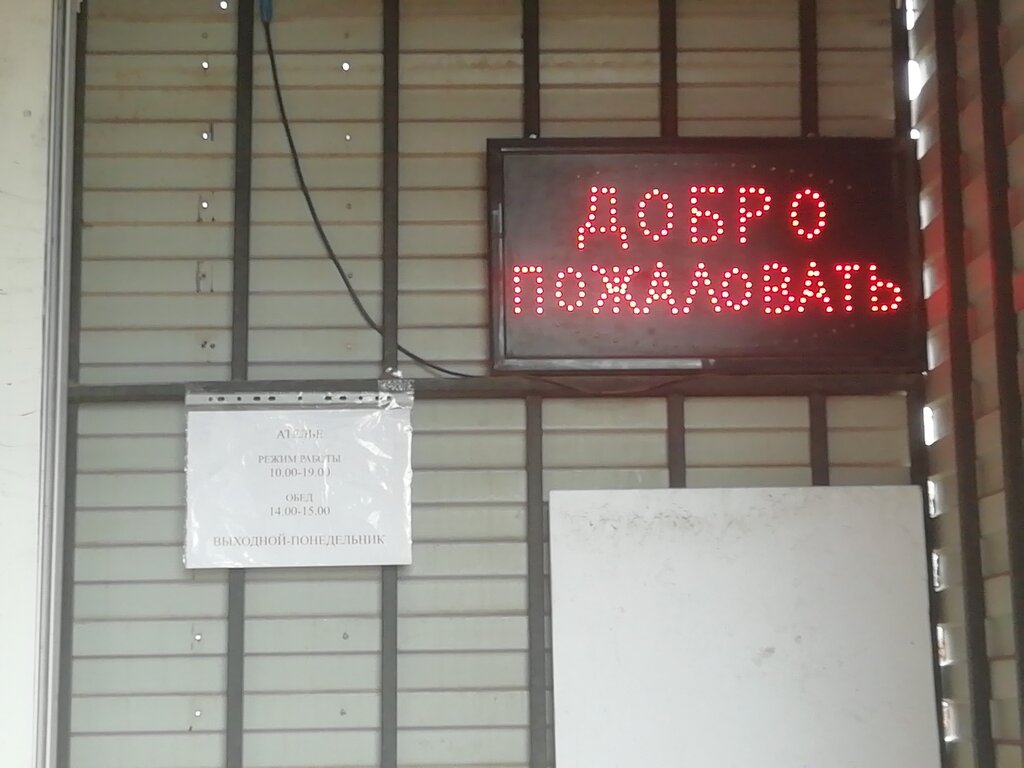 ДОБРО
ПОЖАЛОВАТЬ
АТЕЛЬЕ
РЕЖИМ РАБОТЫ
10.00-19.00
ОБЕД
14.00-15.00
ВЫХОДНОЙ-ПОНЕДЕЛЬНИК